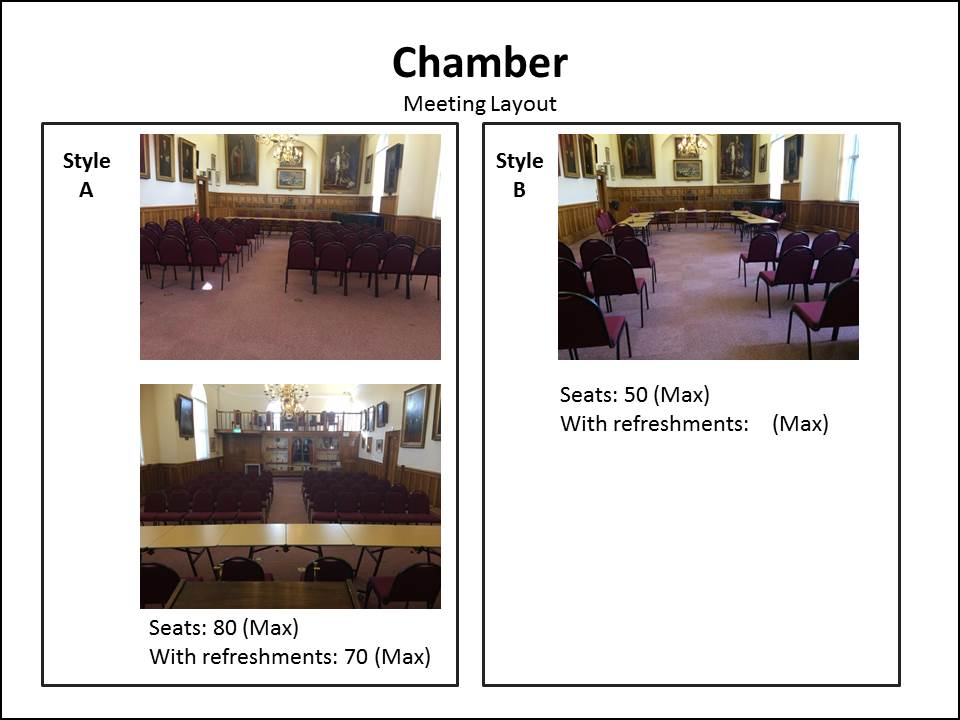 Chamber
Meeting Layout
Style
A
Seats: 80 (Max)
With refreshments: 70 (Max)
Style
B
Seats: 50 (Max)
With refreshments:    (Max)